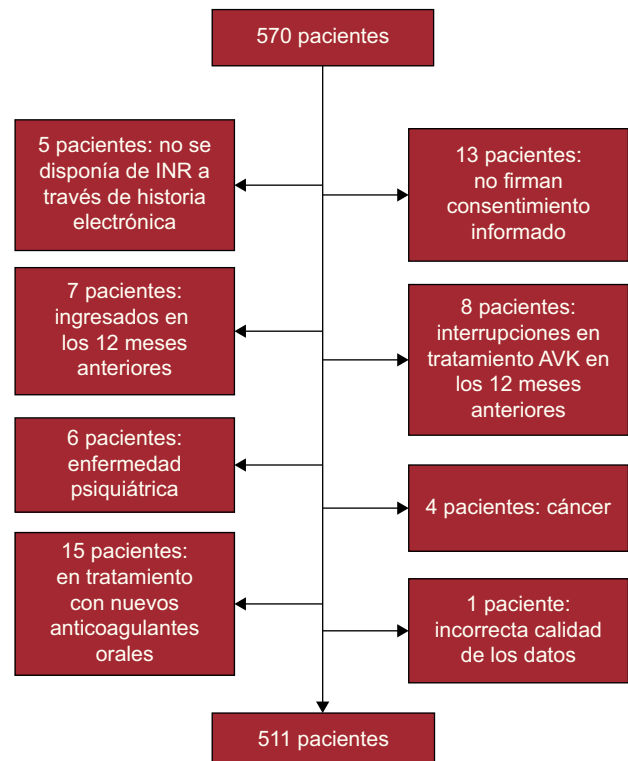 570 pacientes
5 pacientes: no se
disponía de INR a
través de historia
electrónica
13 pacientes:
no firman
consentimiento
informado
7 pacientes:
ingresados en
los 12 meses
anteriores
8 pacientes:
interrupciones en
tratamiento AVK en
los 12 meses
anteriores
6 pacientes:
enfermedad
psiquiátrica
4 pacientes: cáncer
15 pacientes:
en tratamiento
con nuevos
anticoagulantes
orales
1 paciente:
incorrecta calidad
de los datos
511 pacientes